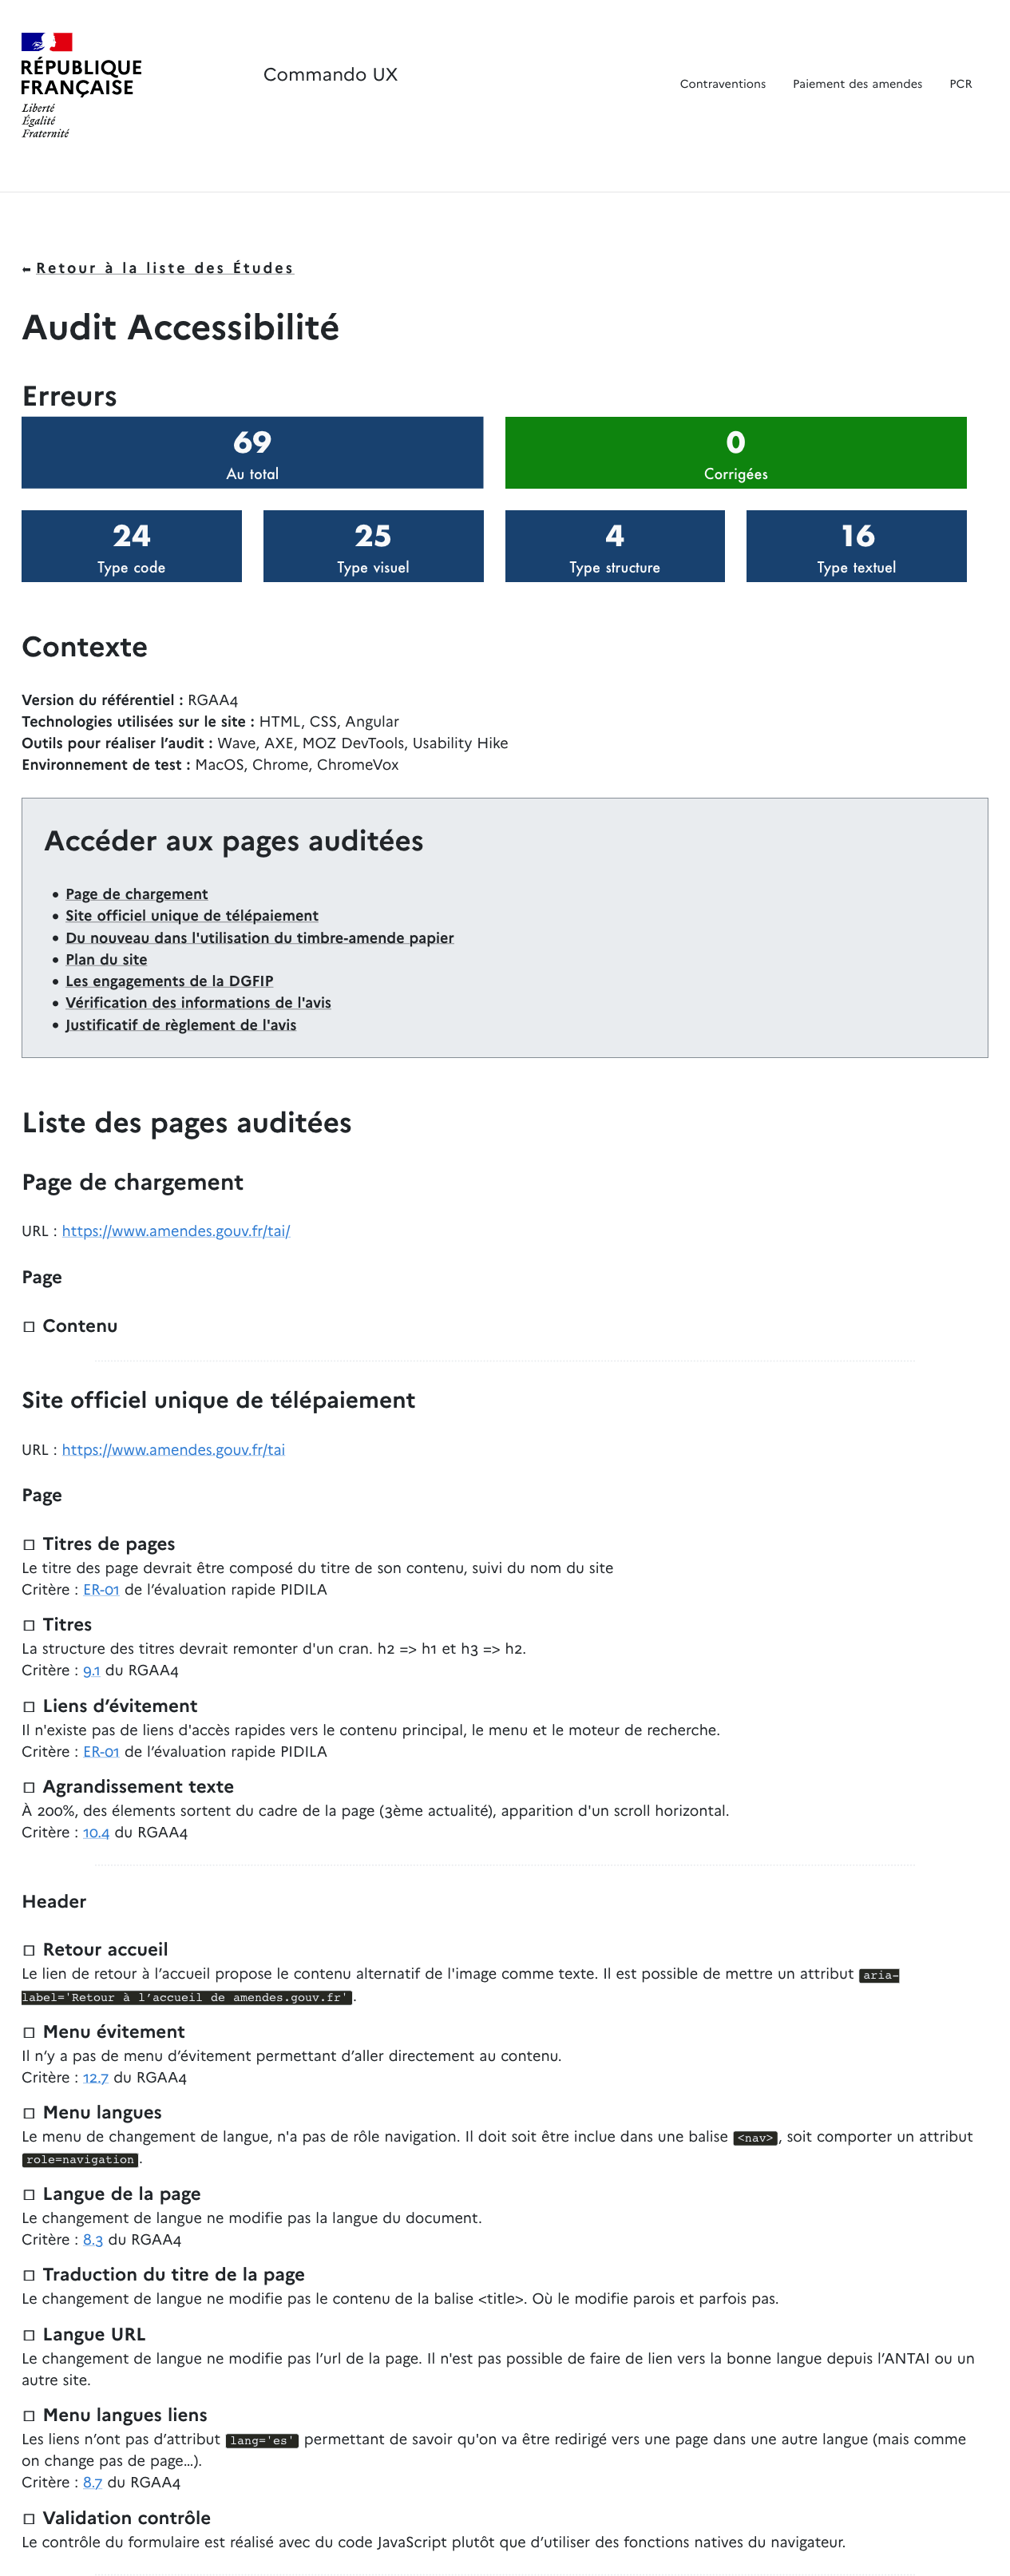 RÉPUBLIQUE
FRANÇAISE
Liberté
Égalité
Fraternité
Commando UX
Contraventions Paiement des amendes PCR
⬅ Retour à la liste des Études
Audit Accessibilité
Erreurs
69
Au total
0
Corrigées
24
Type code
25
Type visuel
4
Type structure
16
Type textuel
Contexte
Version du référentiel : RGAA4
Technologies utilisées sur le site : HTML, CSS, Angular
Outils pour réaliser l’audit : Wave, AXE, MOZ DevTools, Usability Hike
Environnement de test : MacOS, Chrome, ChromeVox
Accéder aux pages auditées
• Page de chargement
• Site officiel unique de télépaiement
• Du nouveau dans l'utilisation du timbre-amende papier
• Plan du site
• Les engagements de la DGFIP
• Vérification des informations de l'avis
• Justificatif de règlement de l'avis
Liste des pages auditées
Page de chargement
URL : https://www.amendes.gouv.fr/tai/
Page
☐ Contenu
Site officiel unique de télépaiement
URL : https://www.amendes.gouv.fr/tai
Page
☐ Titres de pages
Le titre des page devrait être composé du titre de son contenu, suivi du nom du site
Critère : ER-01 de l’évaluation rapide PIDILA
☐ Titres
La structure des titres devrait remonter d'un cran. h2 => h1 et h3 => h2.
Critère : 9.1 du RGAA4
☐ Liens d’évitement
Il n'existe pas de liens d'accès rapides vers le contenu principal, le menu et le moteur de recherche.
Critère : ER-01 de l’évaluation rapide PIDILA
☐ Agrandissement texte
À 200%, des élements sortent du cadre de la page (3ème actualité), apparition d'un scroll horizontal.
Critère : 10.4 du RGAA4
Header
☐ Retour accueil
Le lien de retour à l’accueil propose le contenu alternatif de l'image comme texte. Il est possible de mettre un attribut aria-
label='Retour à l’accueil de amendes.gouv.fr'.
☐ Menu évitement
Il n’y a pas de menu d’évitement permettant d’aller directement au contenu.
Critère : 12.7 du RGAA4
☐ Menu langues
Le menu de changement de langue, n'a pas de rôle navigation. Il doit soit être inclue dans une balise <nav>, soit comporter un attribut
role=navigation.
☐ Langue de la page
Le changement de langue ne modifie pas la langue du document.
Critère : 8.3 du RGAA4
☐ Traduction du titre de la page
Le changement de langue ne modifie pas le contenu de la balise <title>. Où le modifie parois et parfois pas.
☐ Langue URL
Le changement de langue ne modifie pas l’url de la page. Il n'est pas possible de faire de lien vers la bonne langue depuis l’ANTAI ou un
autre site.
☐ Menu langues liens
Les liens n’ont pas d’attribut lang='es' permettant de savoir qu'on va être redirigé vers une page dans une autre langue (mais comme
on change pas de page…).
Critère : 8.7 du RGAA4
☐ Validation contrôle
Le contrôle du formulaire est réalisé avec du code JavaScript plutôt que d’utiliser des fonctions natives du navigateur.